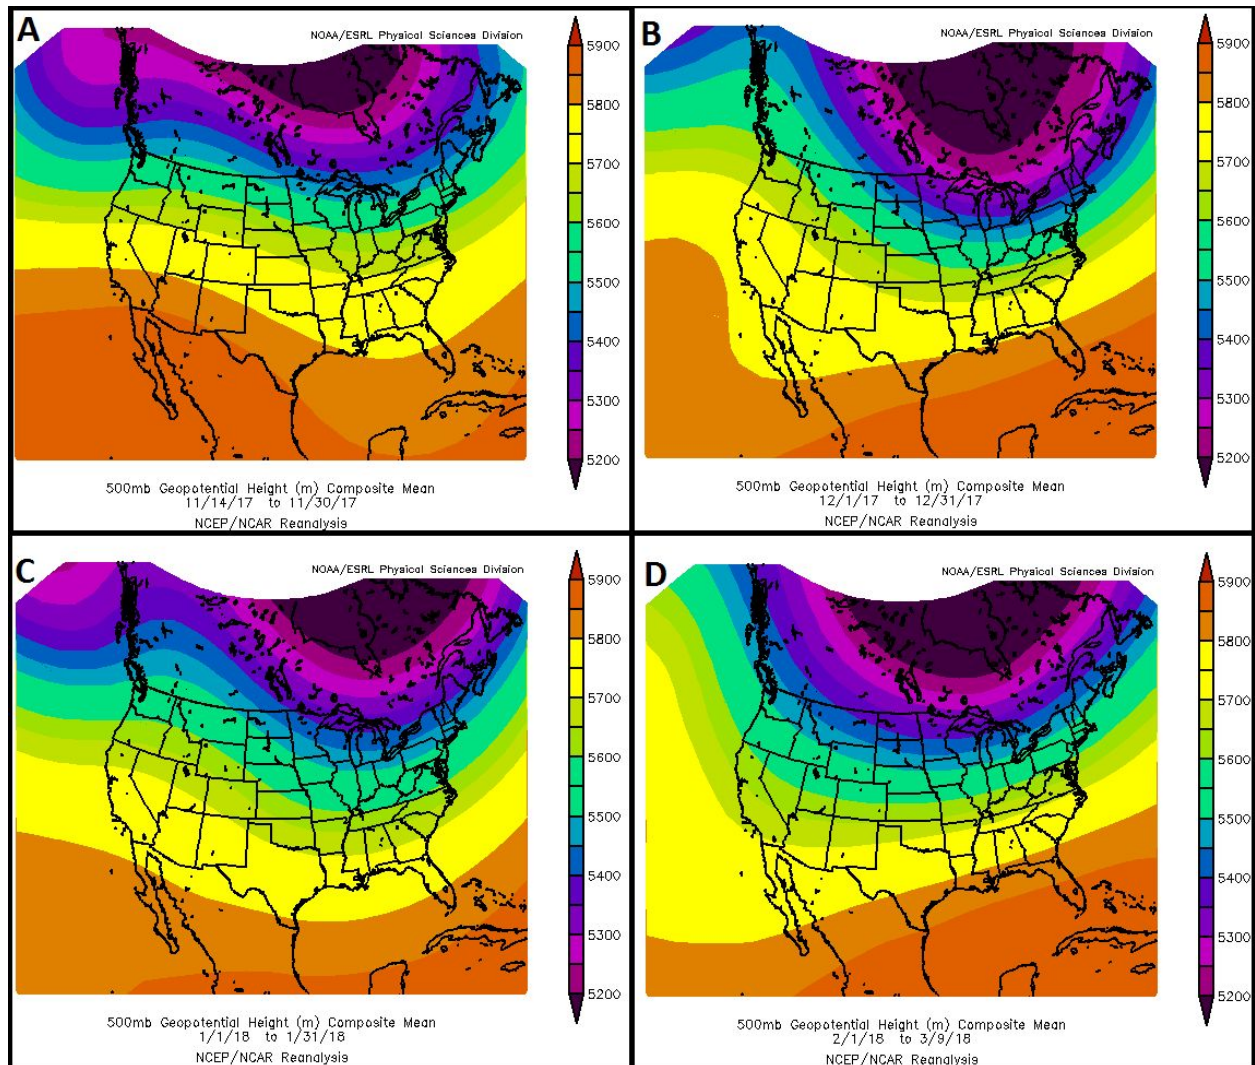 A
NOAA/ESRL Physical Sciences Division
5900
5800
5700
5600
5500
5400
5300
5200
500mb Geopotential Height (m) Composite Mean
11/14/17 to 11/30/17
NCEP/NCAR Reanalysis
B
NOAA/ESRL Physical Sciences Division
5900
5800
5700
5600
5500
5400
5300
5200
500mb Geopotential Height (m) Composite Mean
12/1/17 to 12/31/17
NCEP/NCAR Reanalysis
C
NOAA/ESRL Physical Sciences Division
5900
5800
5700
5600
5500
5400
5300
5200
500mb Geopotential Height (m) Composite Mean
1/1/18 to 1/31/18
NCEP/NCAR Reanalysis
D
NOAA/ESRL Physical Sciences Division
5900
5800
5700
5600
5500
5400
5300
5200
500mb Geopotential Height (m) Composite Mean
2/1/18 to 3/9/18
NCEP/NCAR Reanalysis